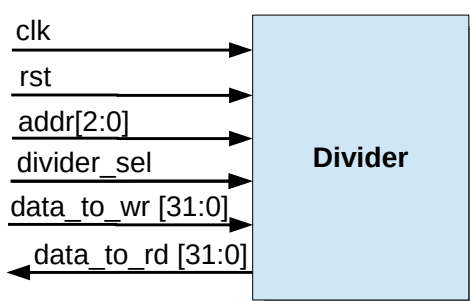 clk
rst
addr[2:0]
divider_sel
data_to_wr [31:0]
data_to_rd [31:0]
Divider